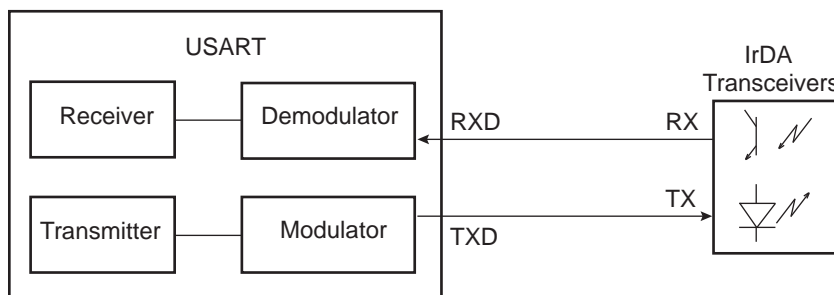 USART
IrDA
Transceivers
Receiver
Demodulator
RXD
RX
Transmitter
Modulator
TXD
TX